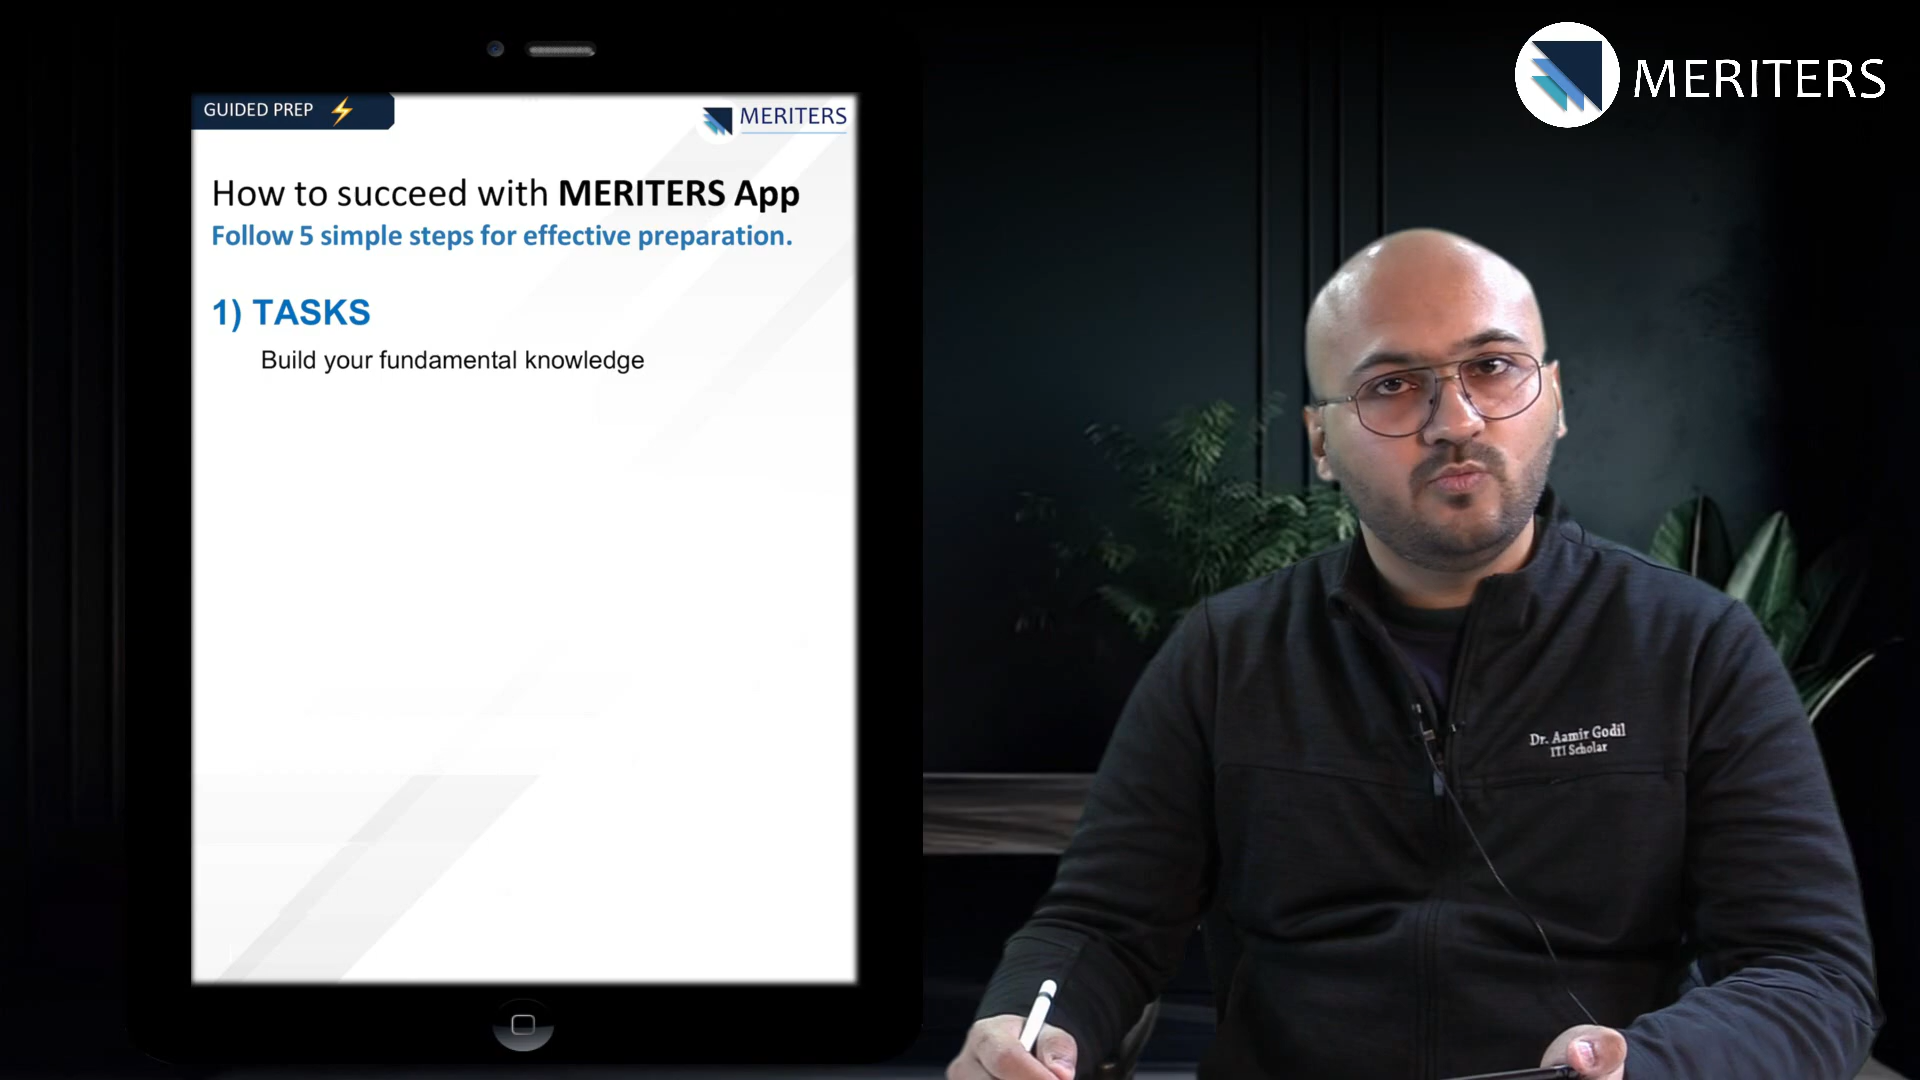 GUIDED PREP
MERITERS
How to succeed with MERITERS App
Follow 5 simple steps for effective preparation.
1) TASKS
Build your fundamental knowledge
MERITERS
Dr. Aamir Godil
ITI Scholar